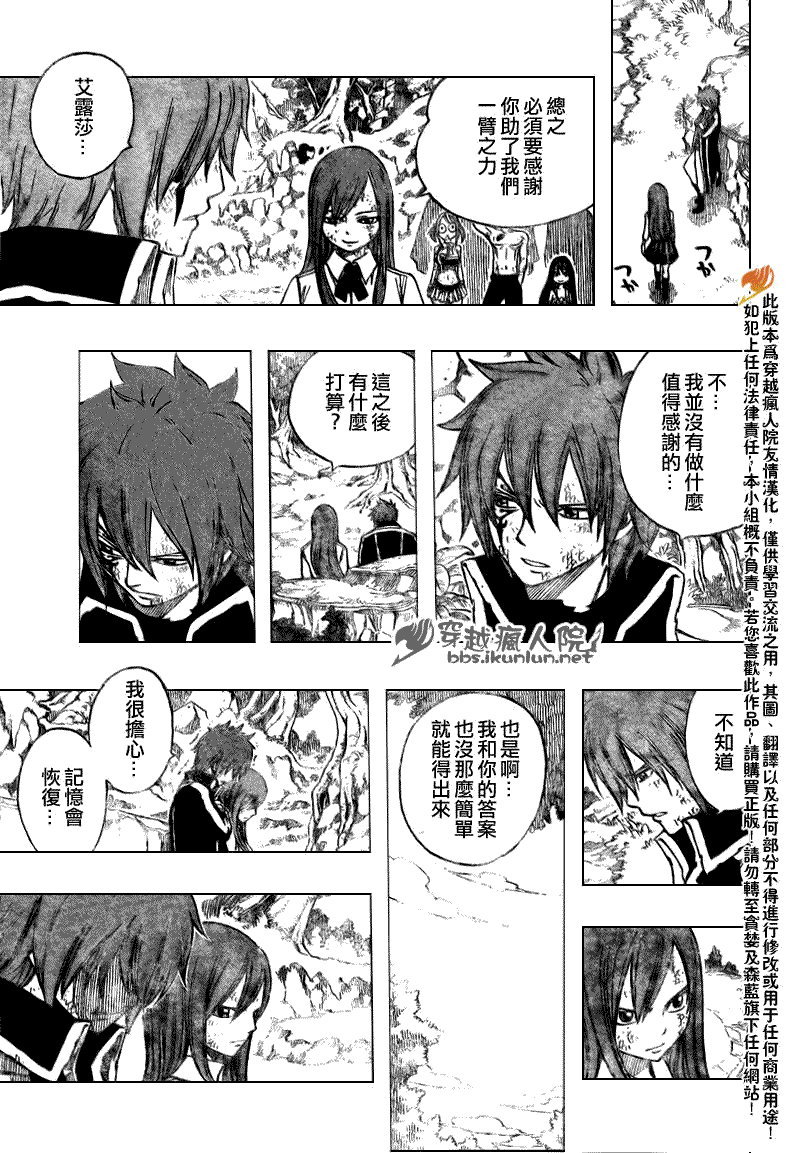 つか
つか
總之
必須要感謝
你助了我們
一臂之力
艾露莎…
不…
我並沒有做什麼
值得感謝的…
這之後
有什麼
打算？
不知道
也是啊…
我和你的答案
也沒那麼簡單
就能得出來
我很擔心…
記憶會
恢復…
穿越瘋人院
bbs.ikunlun.net
此版本爲穿越瘋人院友情漢化，僅供學習交流之用，其圖、翻譯以及任何部分不得進行修改或用于任何商業用途！
如犯上任何法律責任，本小組概不負責。若您喜歡此作品，請購買正版！請勿轉至貪婪及森藍旗下任何網站！